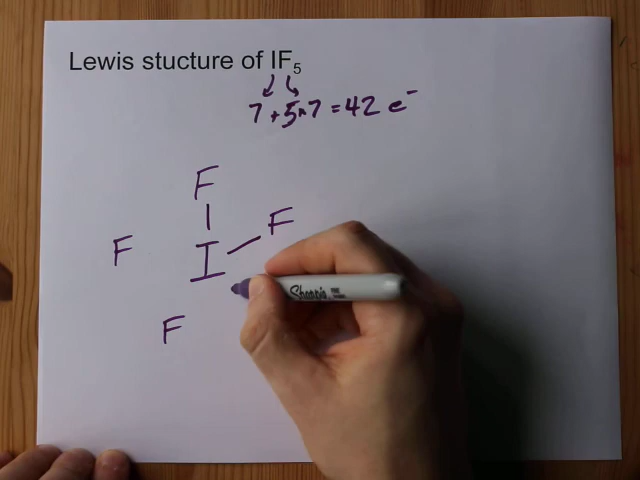 Lewis stucture of IF₅
7 + 5×7 = 42 e⁻
F
F
F I
F
Sharpie